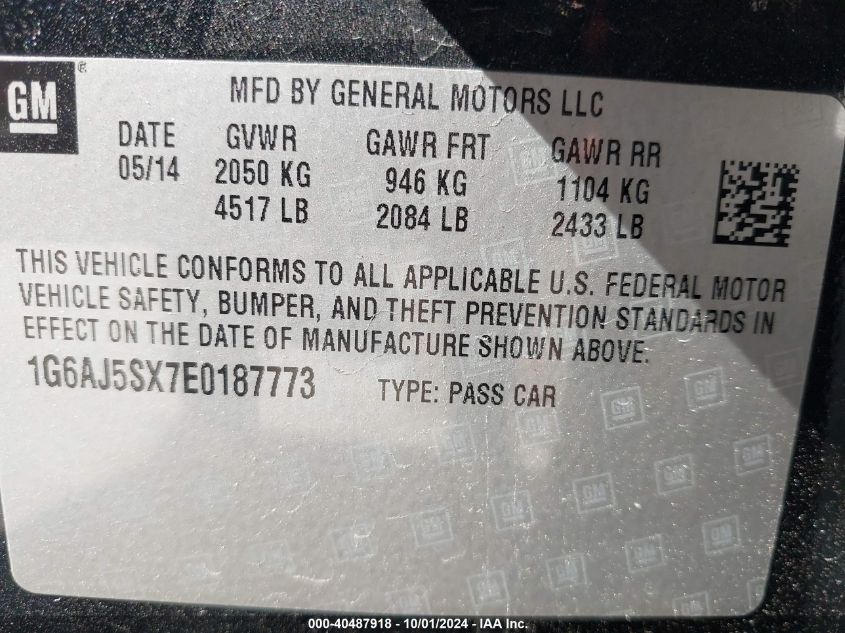 GM®
MFD BY GENERAL MOTORS LLC
DATE GVWR GAWR FRT GAWR RR
05/14 2050 KG 946 KG 1104 KG
4517 LB 2084 LB 2433 LB
THIS VEHICLE CONFORMS TO ALL APPLICABLE U.S. FEDERAL MOTOR
VEHICLE SAFETY, BUMPER, AND THEFT PREVENTION STANDARDS IN
EFFECT ON THE DATE OF MANUFACTURE SHOWN ABOVE.
1G6AJ5SX7E0187773 TYPE: PASS CAR
000-40487918 - 10/01/2024 - IAA Inc.